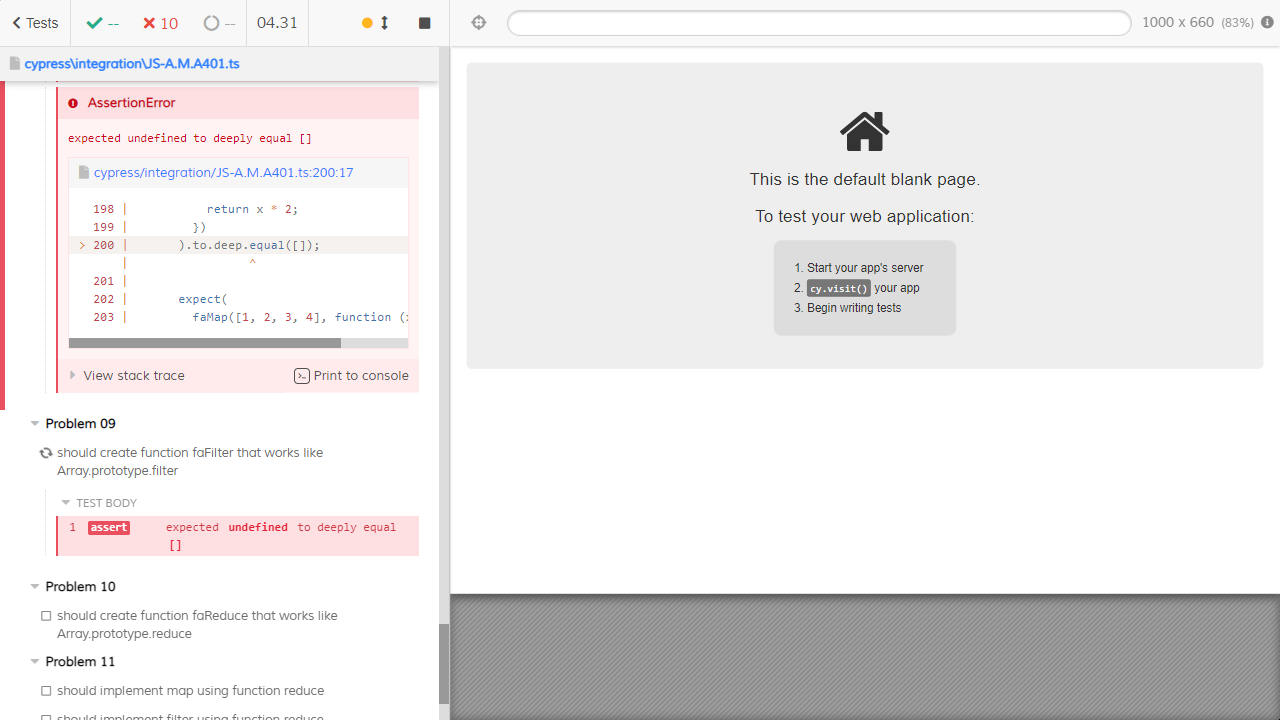 Tests
--
10
--
04.31
1000 x 660 (83%)
cypress\integration\JS-A.M.A401.ts
AssertionError
expected undefined to deeply equal []
cypress/integration/JS-A.M.A401.ts:200:17
198 | return x * 2;
199 | })
> 200 | ).to.deep.equal([]);
| ^
201 |
202 | expect(
203 | faMap([1, 2, 3, 4], function (x
View stack trace
Print to console
Problem 09
should create function faFilter that works like
Array.prototype.filter
TEST BODY
1 assert expected undefined to deeply equal
[]
Problem 10
should create function faReduce that works like
Array.prototype.reduce
Problem 11
should implement map using function reduce
should implement filter using function reduce
This is the default blank page.
To test your web application:
1. Start your app's server
2. cy.visit() your app
3. Begin writing tests